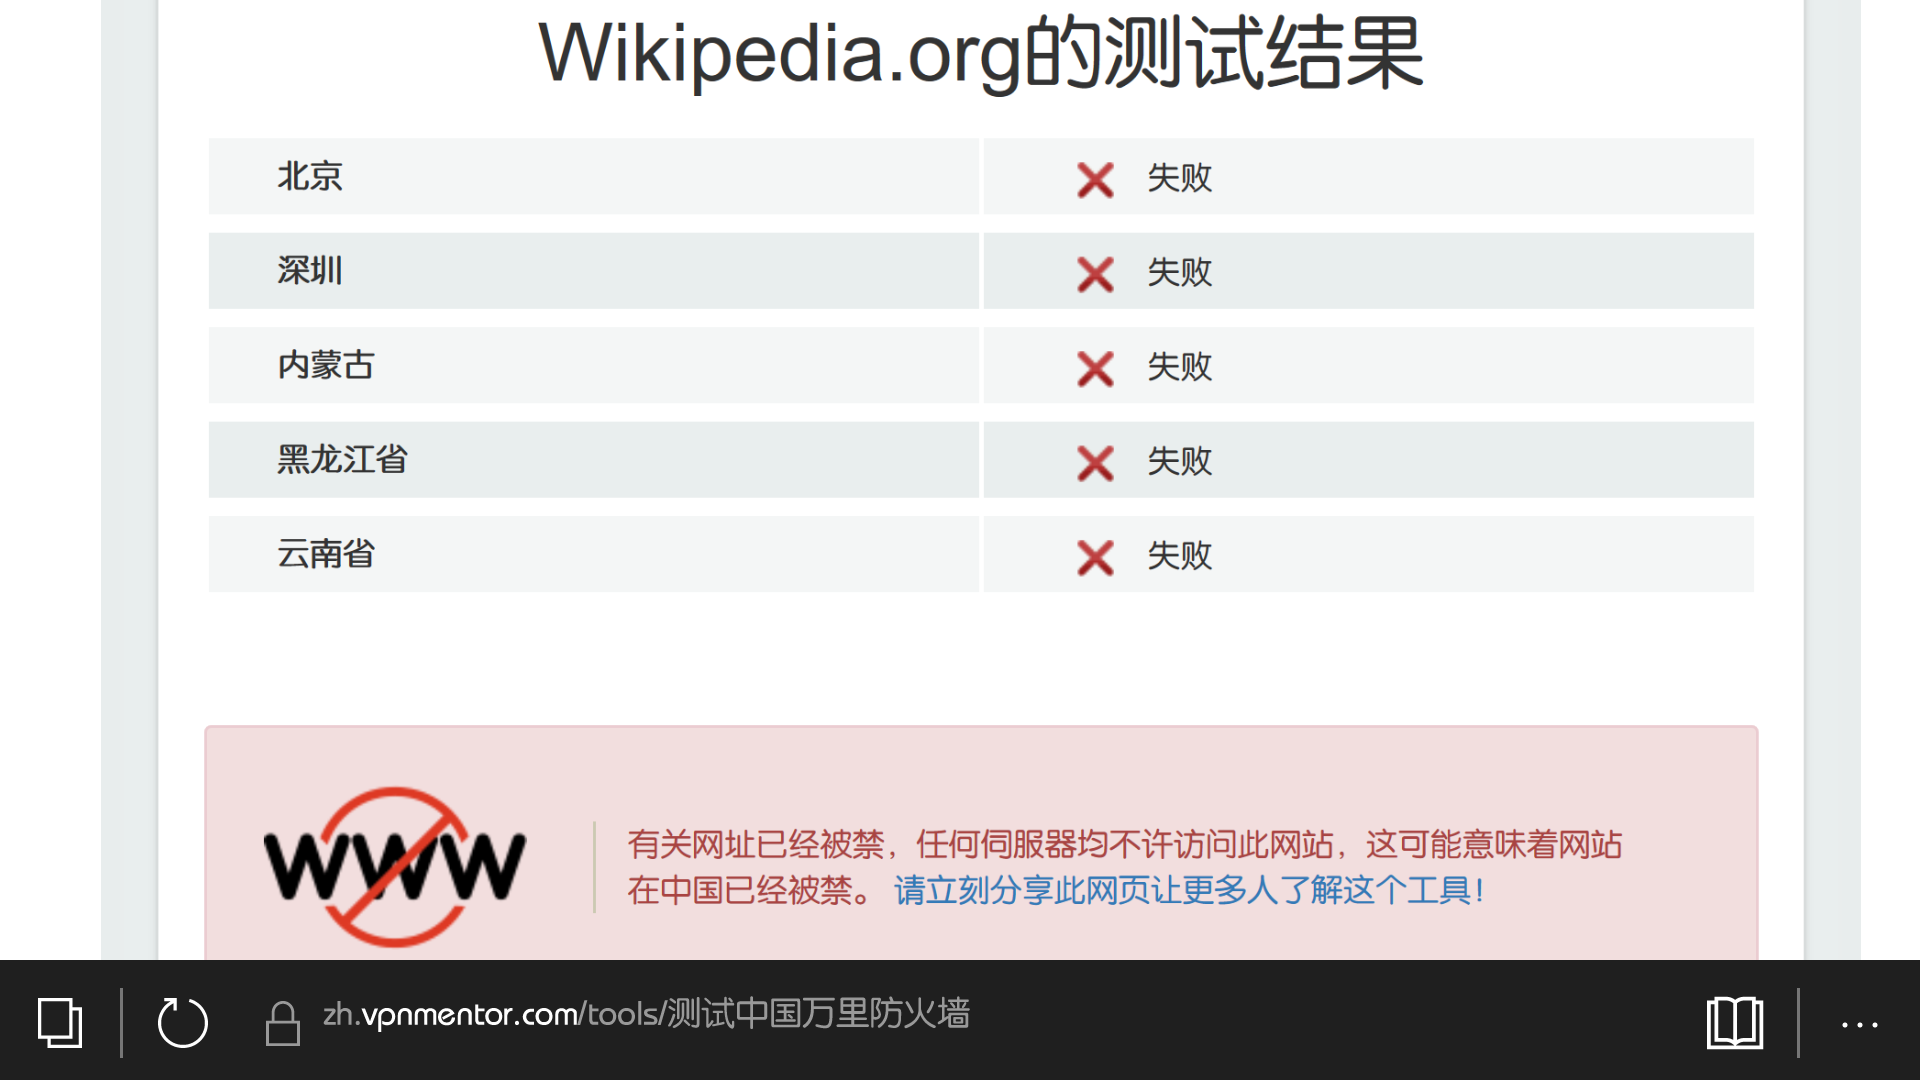 Wikipedia.org的测试结果
北京 失败
深圳 失败
内蒙古 失败
黑龙江省 失败
云南省 失败
www
有关网址已经被禁，任何伺服器均不许访问此网站，这可能意味着网站
在中国已经被禁。 请立刻分享此网页让更多人了解这个工具！
zh.vpnmentor.com/tools/测试中国万里防火墙